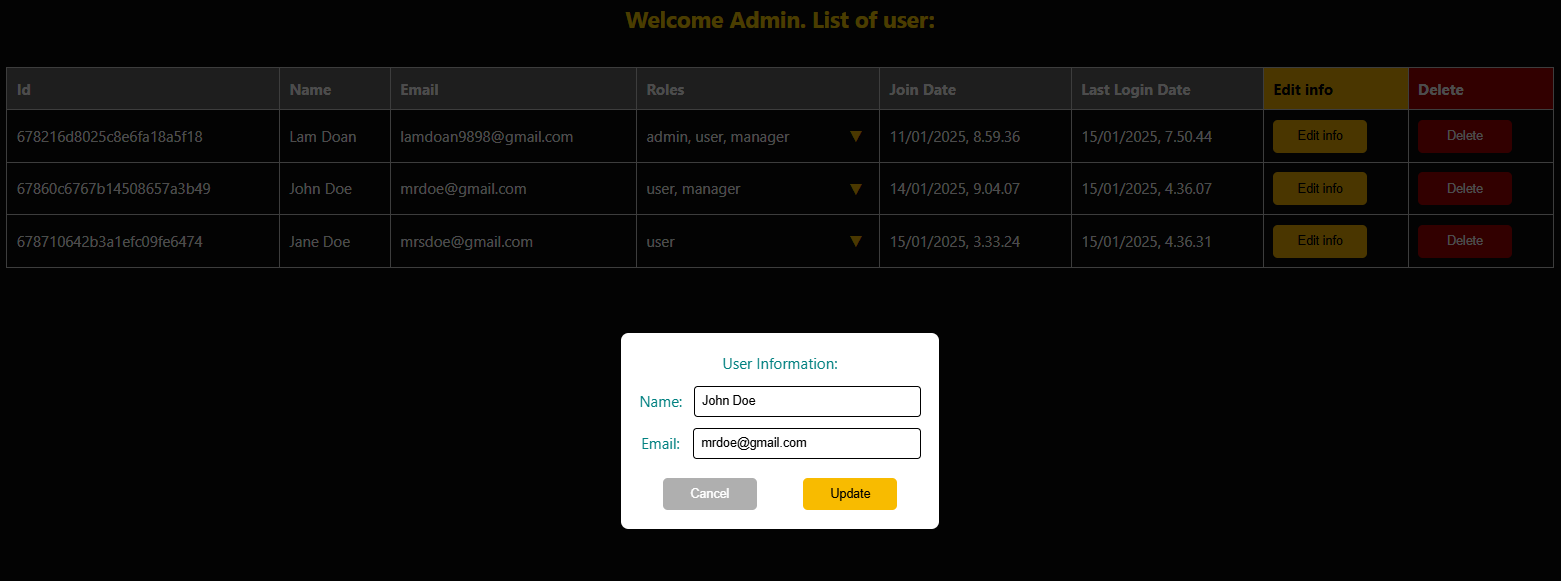 Welcome Admin. List of user:
Id Name Email Roles Join Date Last Login Date Edit info Delete
678216d8025c8e6fa18a5f18 Lam Doan lamdoan9898@gmail.com admin, user, manager ▼ 11/01/2025, 8.59.36 15/01/2025, 7.50.44 Edit info Delete
67860c6767b14508657a3b49 John Doe mrdoe@gmail.com user, manager ▼ 14/01/2025, 9.04.07 15/01/2025, 4.36.07 Edit info Delete
678710642b3a1efc09fe6474 Jane Doe mrsdoe@gmail.com user ▼ 15/01/2025, 3.33.24 15/01/2025, 4.36.31 Edit info Delete
User Information:
Name: John Doe
Email: mrdoe@gmail.com
Cancel Update